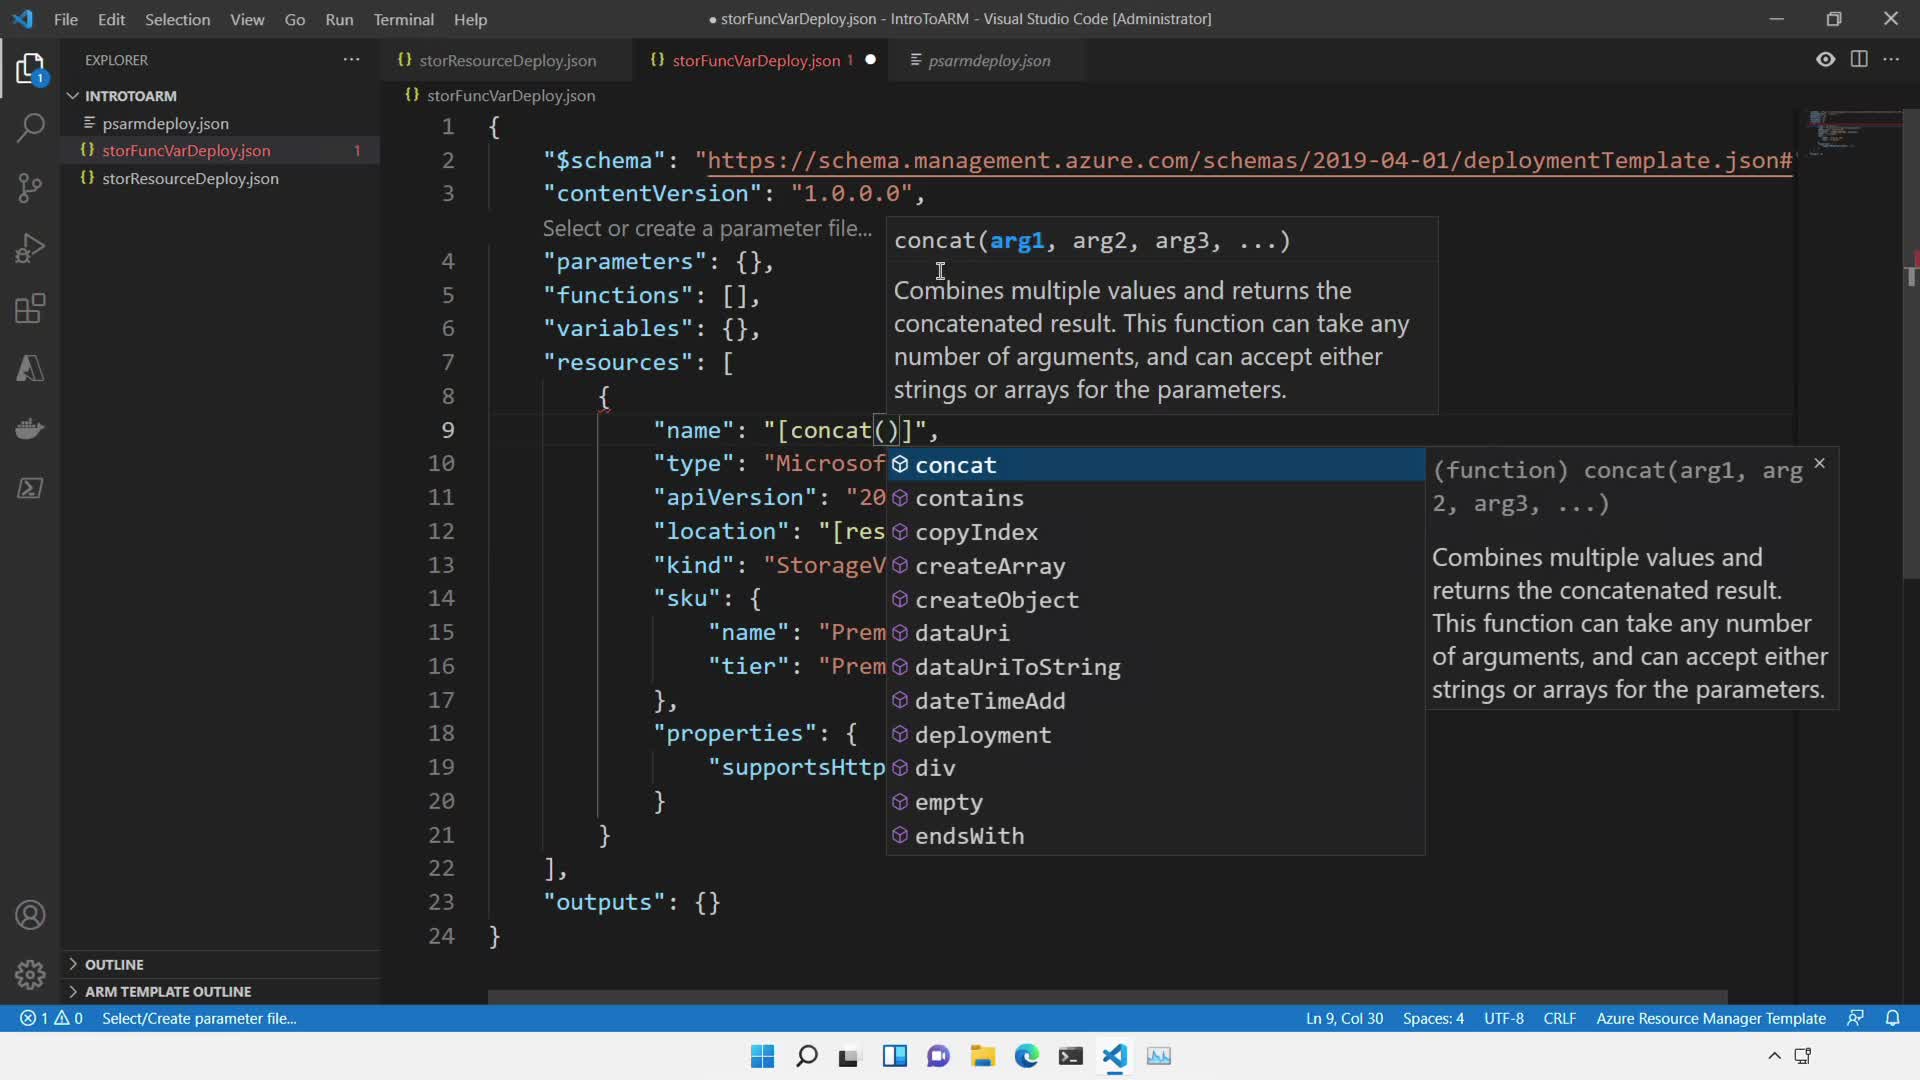 File Edit Selection View Go Run Terminal Help
● storFuncVarDeploy.json - IntroToARM - Visual Studio Code [Administrator]
EXPLORER
{} storResourceDeploy.json
{} storFuncVarDeploy.json 1
psarmdeploy.json
INTROTOARM
psarmdeploy.json
{} storFuncVarDeploy.json 1
{} storResourceDeploy.json
{} storFuncVarDeploy.json
1 {
2 "$schema": "https://schema.management.azure.com/schemas/2019-04-01/deploymentTemplate.json#"
3 "contentVersion": "1.0.0.0",
Select or create a parameter file...
4 "parameters": {},
5 "functions": [],
6 "variables": {},
7 "resources": [
8 {
9 "name": "[concat()]",
10 "type": "Microsof
11 "apiVersion": "20
12 "location": "[res
13 "kind": "StorageV
14 "sku": {
15 "name": "Prem
16 "tier": "Prem
17 },
18 "properties": {
19 "supportsHttp
20 }
21 }
22 ],
23 "outputs": {}
24 }
concat(arg1, arg2, arg3, ...)
Combines multiple values and returns the
concatenated result. This function can take any
number of arguments, and can accept either
strings or arrays for the parameters.
concat
contains
copyIndex
createArray
createObject
dataUri
dataUriToString
dateTimeAdd
deployment
div
empty
endsWith
(function) concat(arg1, arg
2, arg3, ...)
Combines multiple values and
returns the concatenated result.
This function can take any number
of arguments, and can accept either
strings or arrays for the parameters.
OUTLINE
ARM TEMPLATE OUTLINE
1 0 Select/Create parameter file...
Ln 9, Col 30 Spaces: 4 UTF-8 CRLF Azure Resource Manager Template